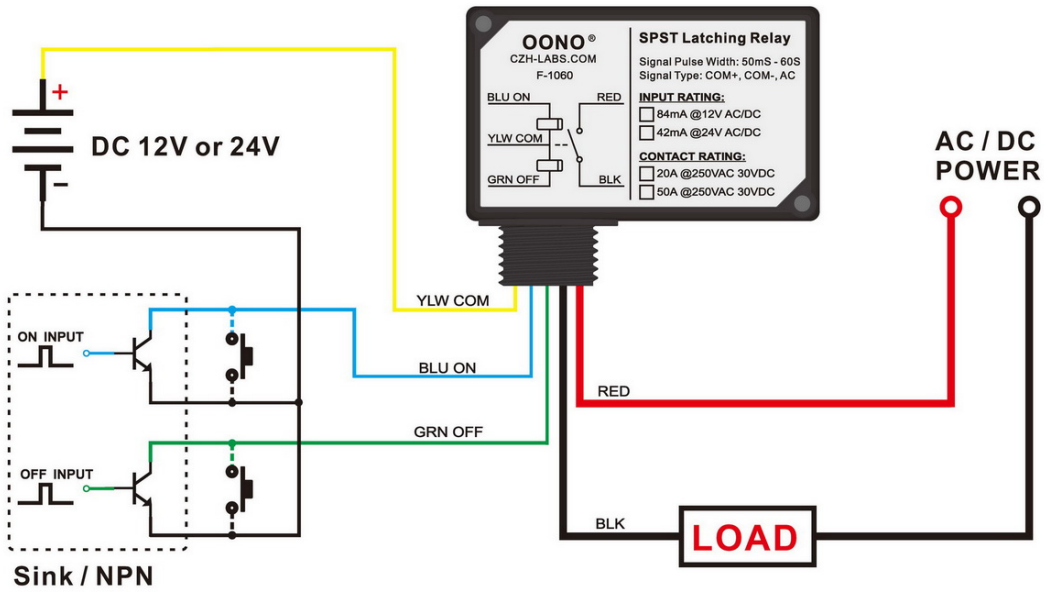 OONO®
CZH-LABS.COM
F-1060
BLU ON
RED
YLW COM
GRN OFF
BLK
SPST Latching Relay
Signal Pulse Width: 50mS - 60S
Signal Type: COM+, COM-, AC
INPUT RATING:
84mA @12V AC/DC
42mA @24V AC/DC
CONTACT RATING:
20A @250VAC 30VDC
50A @250VAC 30VDC
+
DC 12V or 24V
-
AC / DC
POWER
YLW COM
ON INPUT
BLU ON
RED
GRN OFF
OFF INPUT
BLK
LOAD
Sink / NPN